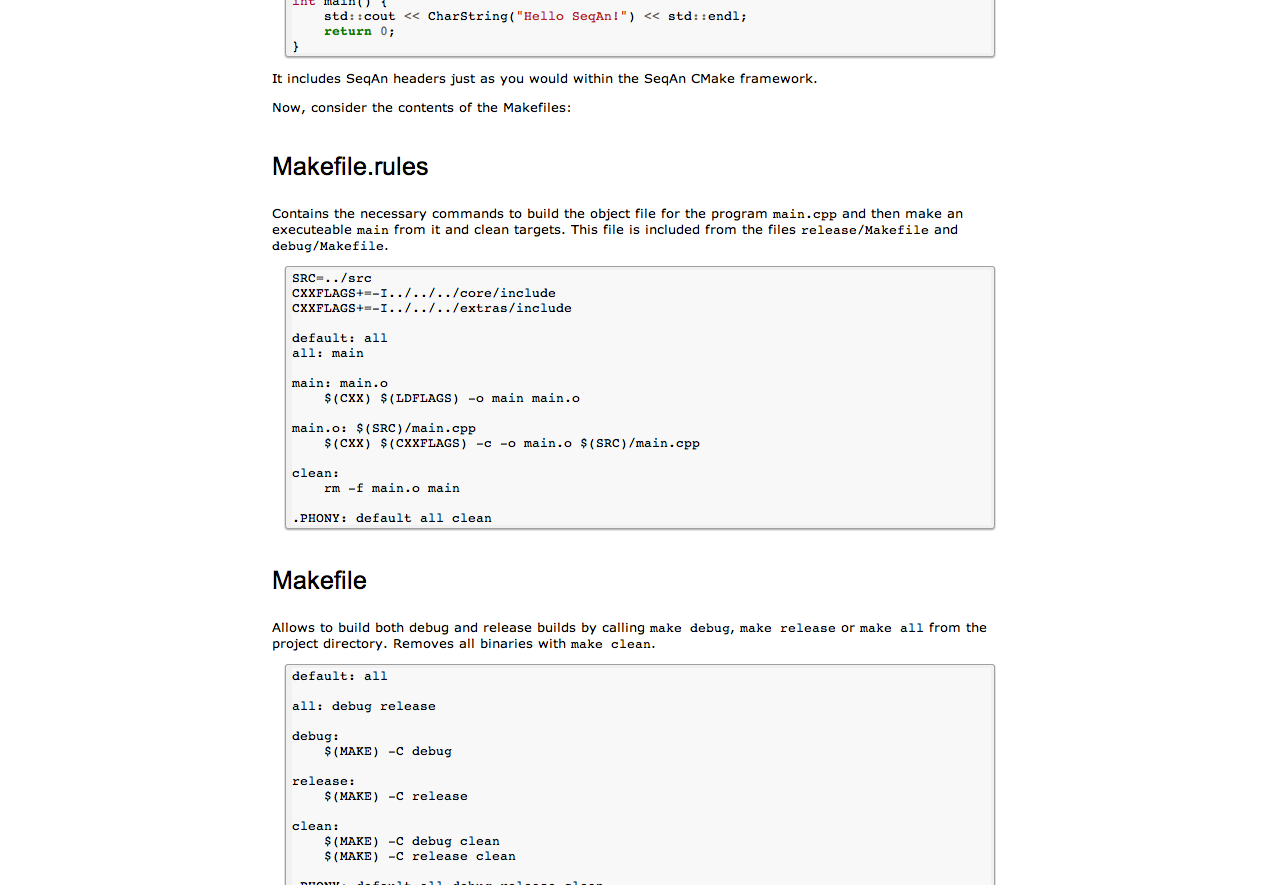 int main() {
    std::cout << CharString("Hello SeqAn!") << std::endl;
    return 0;
}
It includes SeqAn headers just as you would within the SeqAn CMake framework.
Now, consider the contents of the Makefiles:
Makefile.rules
Contains the necessary commands to build the object file for the program main.cpp and then make an
executeable main from it and clean targets. This file is included from the files release/Makefile and
debug/Makefile.
SRC=../src
CXXFLAGS+=-I../../../core/include
CXXFLAGS+=-I../../../extras/include
default: all
all: main
main: main.o
    $(CXX) $(LDFLAGS) -o main main.o
main.o: $(SRC)/main.cpp
    $(CXX) $(CXXFLAGS) -c -o main.o $(SRC)/main.cpp
clean:
    rm -f main.o main
.PHONY: default all clean
Makefile
Allows to build both debug and release builds by calling make debug, make release or make all from the
project directory. Removes all binaries with make clean.
default: all
all: debug release
debug:
    $(MAKE) -C debug
release:
    $(MAKE) -C release
clean:
    $(MAKE) -C debug clean
    $(MAKE) -C release clean
.PHONY: default all debug release clean